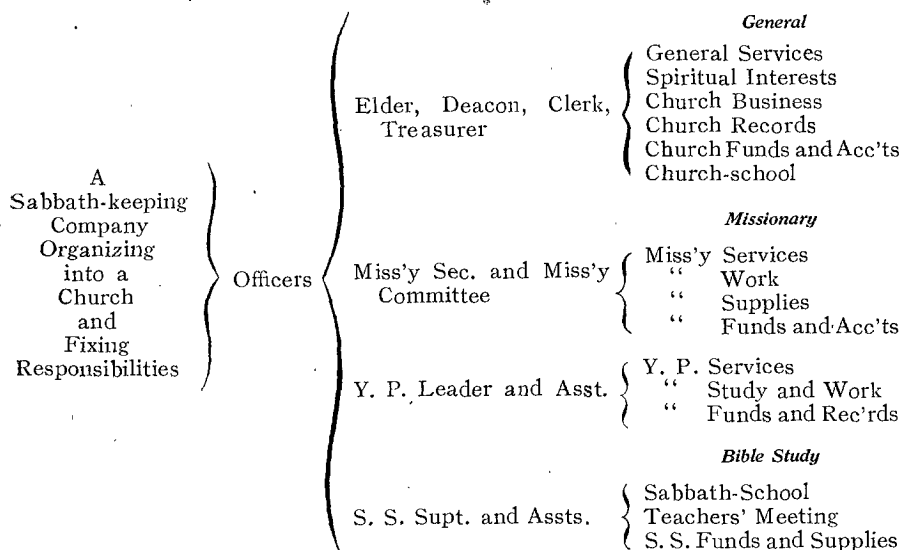 A
Sabbath-keeping
Company
Organizing
into a
Church
and
Fixing
Responsibilities
Officers
General
Elder, Deacon, Clerk,
Treasurer
General Services
Spiritual Interests
Church Business
Church Records
Church Funds and Acc'ts
Church-school
Missionary
Miss'y Sec. and Miss'y
Committee
Miss'y Services
“ Work
“ Supplies
“ Funds and Acc'ts
Y. P. Leader and Asst.
Y. P. Services
“ Study and Work
“ Funds and Rec'rds
Bible Study
S. S. Supt. and Assts.
Sabbath-School
Teachers' Meeting
S. S. Funds and Supplies